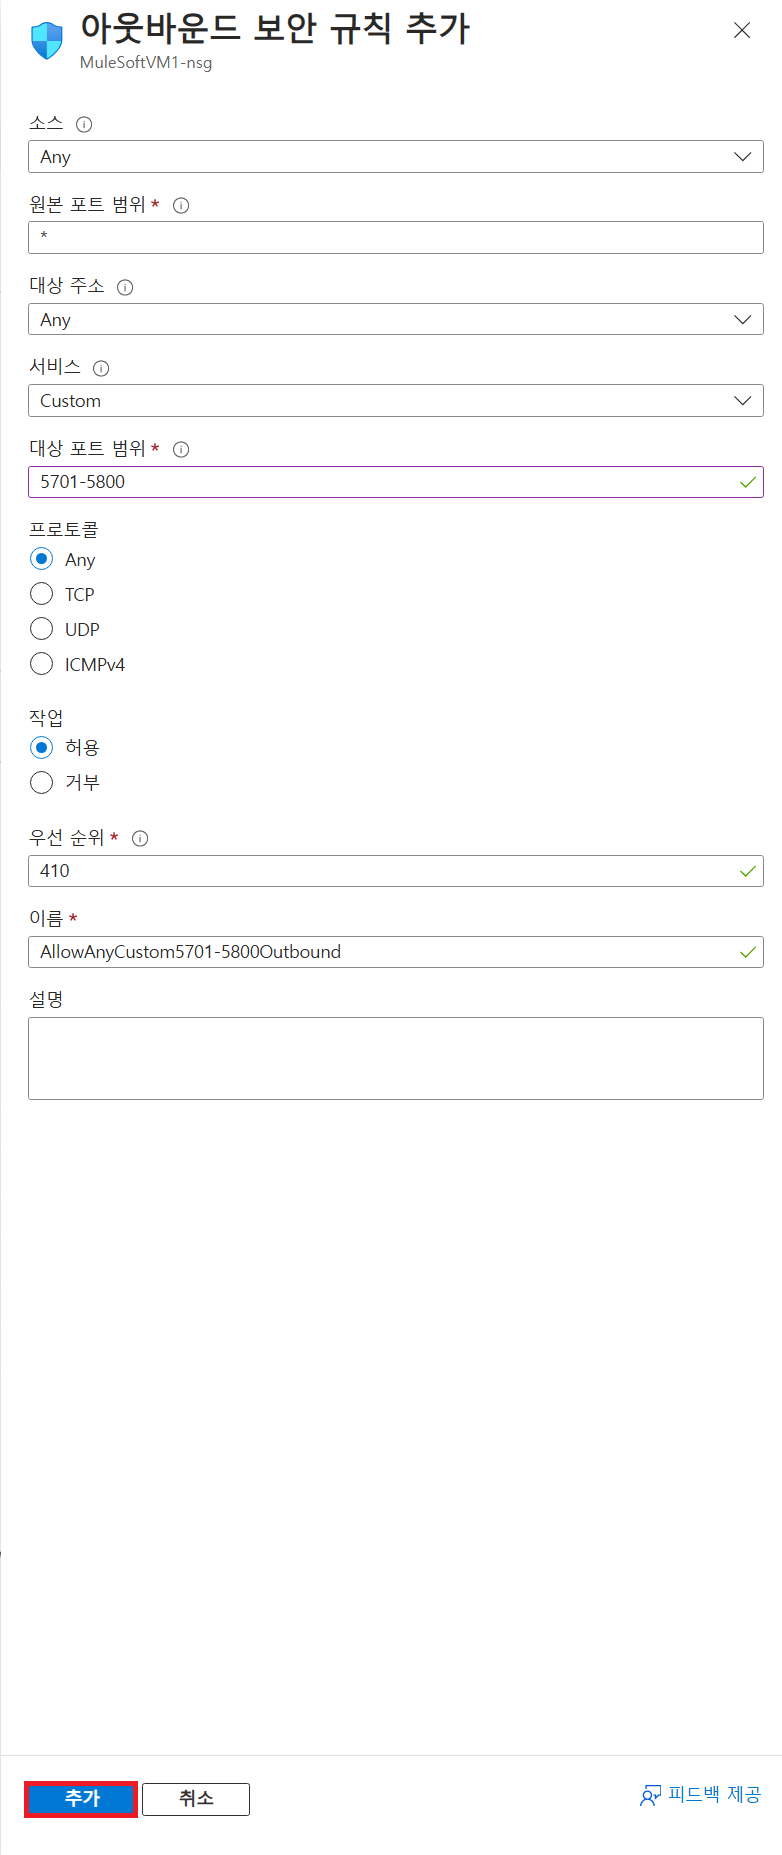 아웃바운드 보안 규칙 추가
MuleSoftVM1-nsg
소스
Any
원본 포트 범위 *
*
대상 주소
Any
서비스
Custom
대상 포트 범위 *
5701-5800
프로토콜
Any
TCP
UDP
ICMPv4
작업
허용
거부
우선 순위 *
410
이름 *
AllowAnyCustom5701-5800Outbound
설명
추가 취소 피드백 제공